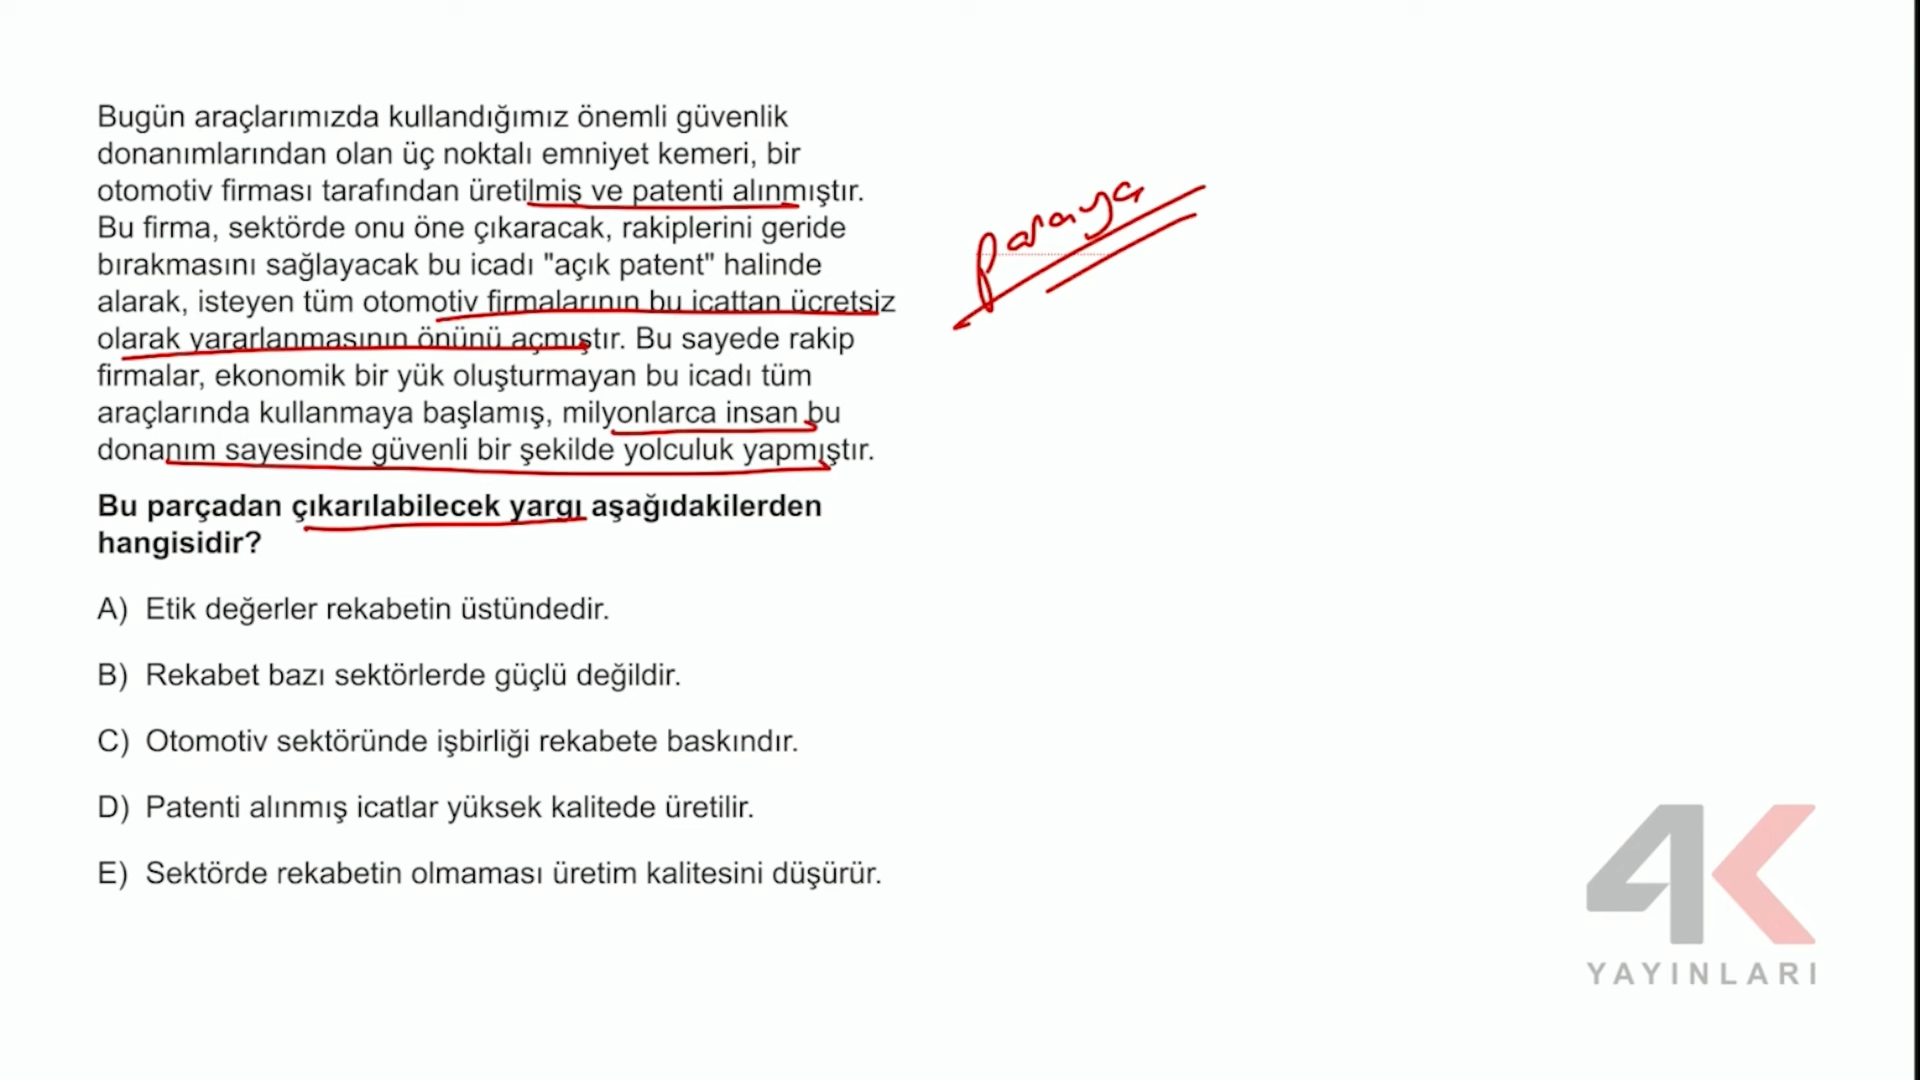 Bugün araçlarımızda kullandığımız önemli güvenlik
donanımlarından olan üç noktalı emniyet kemeri, bir
otomotiv firması tarafından üretilmiş ve patenti alınmıştır.
Bu firma, sektörde onu öne çıkaracak, rakiplerini geride
bırakmasını sağlayacak bu icadı "açık patent" halinde
alarak, isteyen tüm otomotiv firmalarının bu icattan ücretsiz
olarak yararlanmasının önünü açmıştır. Bu sayede rakip
firmalar, ekonomik bir yük oluşturmayan bu icadı tüm
araçlarında kullanmaya başlamış, milyonlarca insan bu
donanım sayesinde güvenli bir şekilde yolculuk yapmıştır.
Bu parçadan çıkarılabilecek yargı aşağıdakilerden
hangisidir?
A) Etik değerler rekabetin üstündedir.
B) Rekabet bazı sektörlerde güçlü değildir.
C) Otomotiv sektöründe işbirliği rekabete baskındır.
D) Patenti alınmış icatlar yüksek kalitede üretilir.
E) Sektörde rekabetin olmaması üretim kalitesini düşürür.
paraya
4K
YAYINLARI